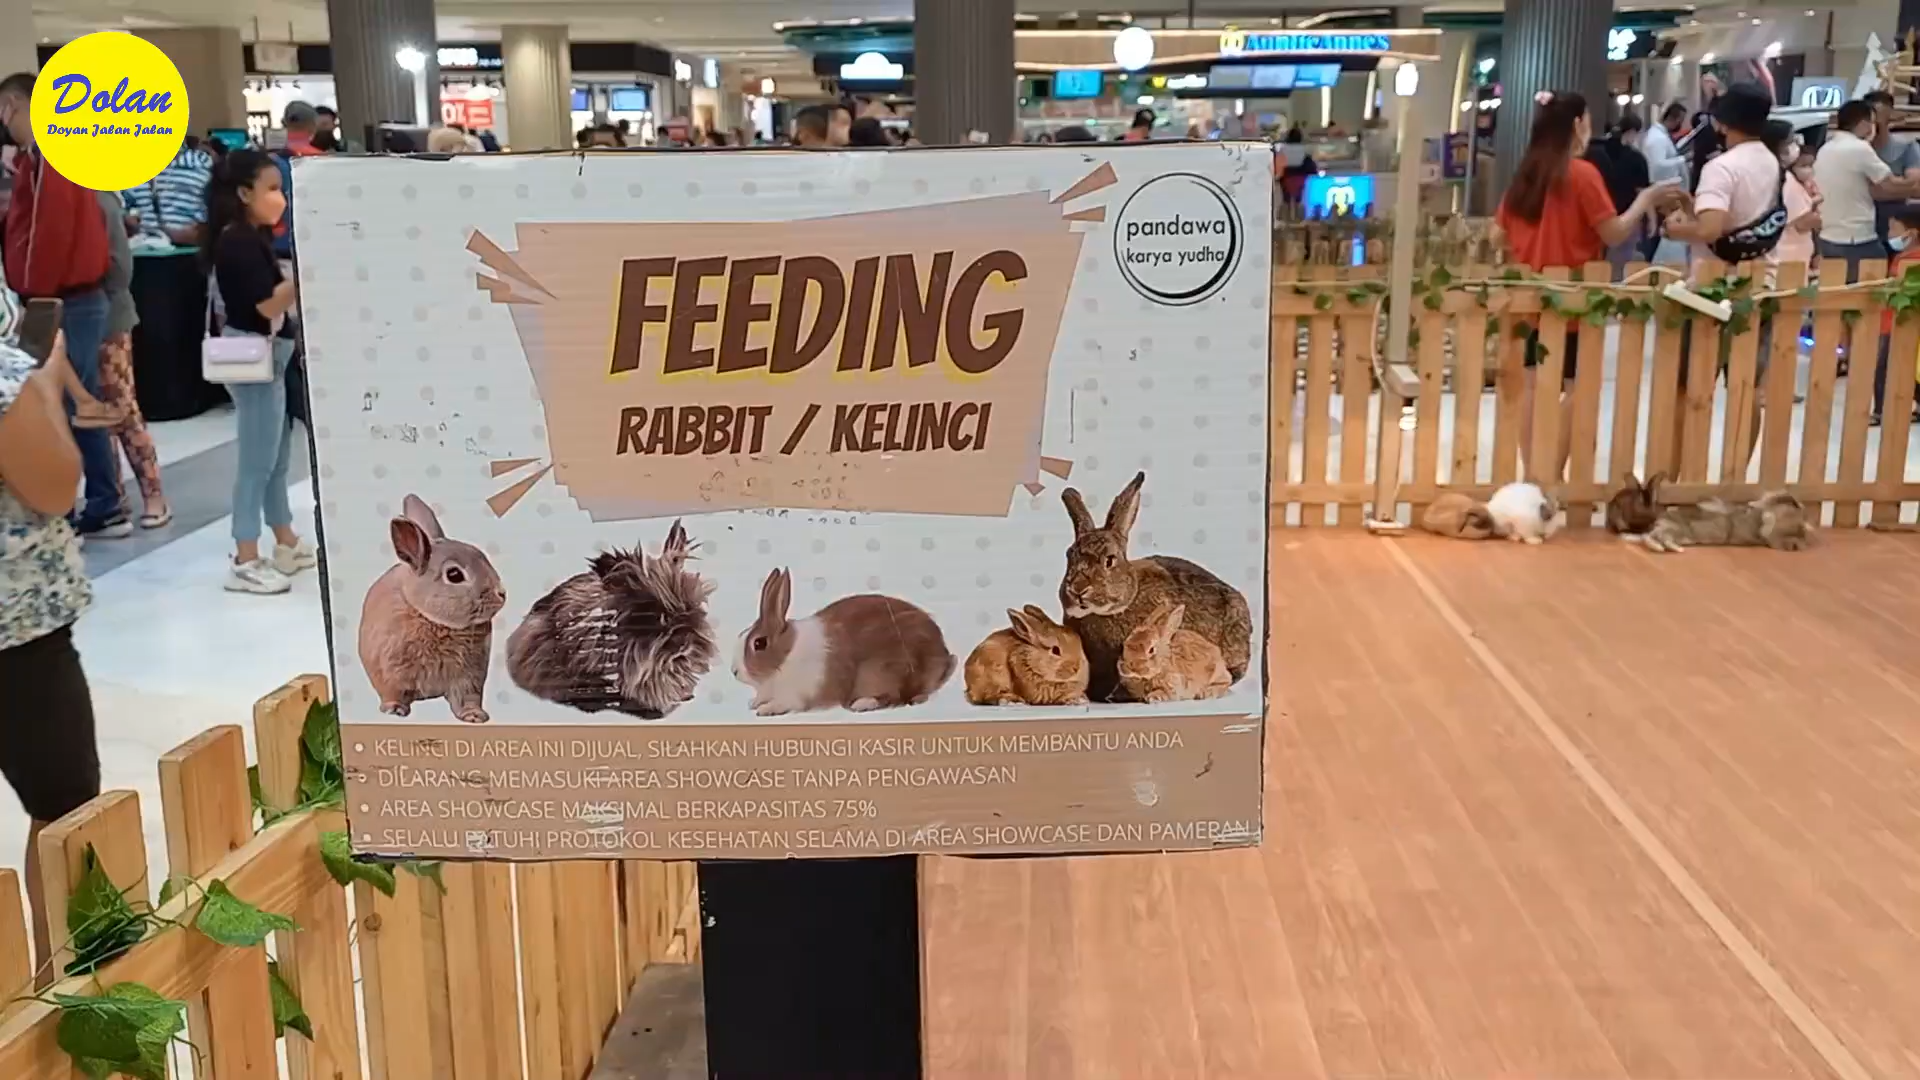 Dolan
Doyan Jalan Jalan
AUNTIE ANNE'S
pandawa
karya yudha
FEEDING
RABBIT / KELINCI
• KELINCI DI AREA INI DIJUAL, SILAHKAN HUBUNGI KASIR UNTUK MEMBANTU ANDA
• DILARANG MEMASUKI AREA SHOWCASE TANPA PENGAWASAN
• AREA SHOWCASE MAKSIMAL BERKAPASITAS 75%
• SELALU PATUHI PROTOKOL KESEHATAN SELAMA DI AREA SHOWCASE DAN PAMERAN